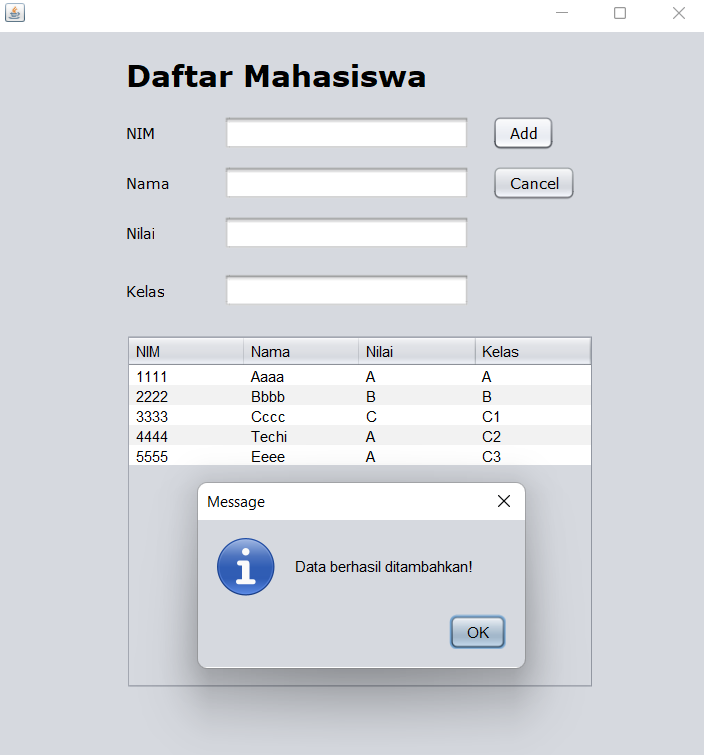 Daftar Mahasiswa
NIM
Add
Nama
Cancel
Nilai
Kelas
NIM Nama Nilai Kelas
1111 Aaaa A A
2222 Bbbb B B
3333 Cccc C C1
4444 Techi A C2
5555 Eeee A C3
Message
Data berhasil ditambahkan!
OK